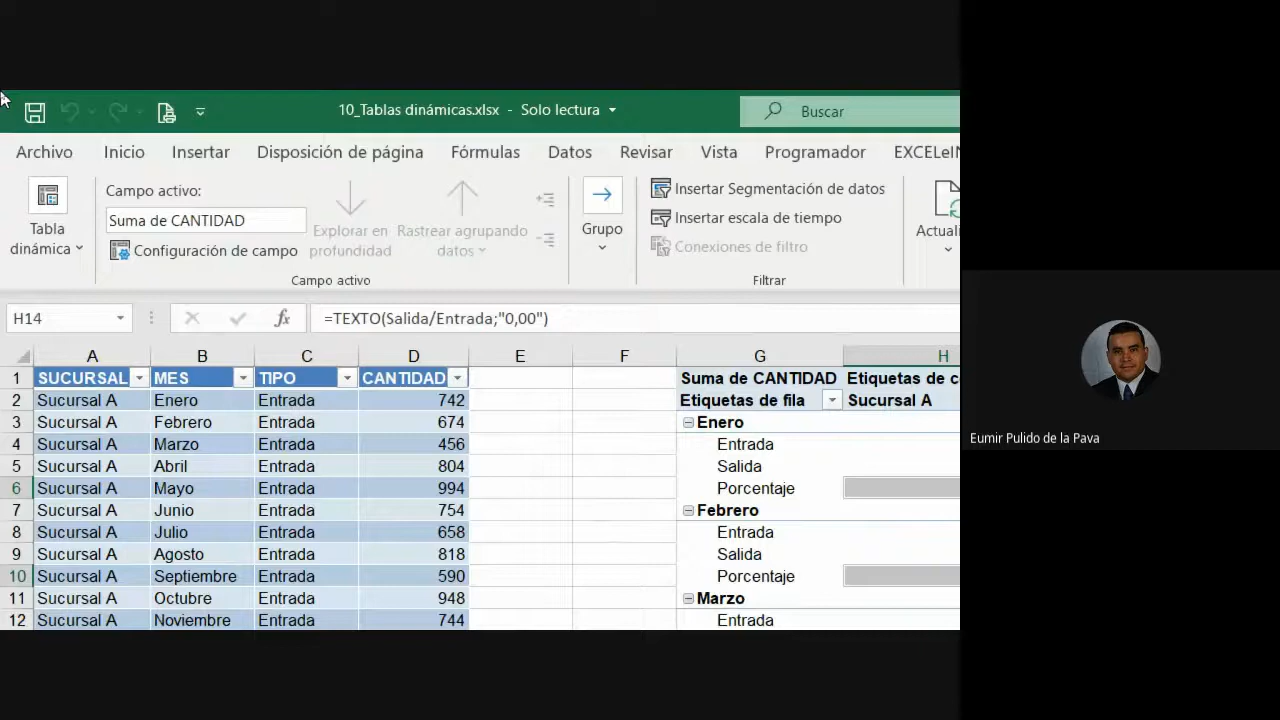 10_Tablas dinámicas.xlsx - Solo lectura
Buscar
Archivo Inicio Insertar Disposición de página Fórmulas Datos Revisar Vista Programador
Tabla dinámica
Campo activo:
Suma de CANTIDAD
Configuración de campo
Explorar en profundidad
Rastrear agrupando datos
Campo activo
Grupo
Insertar Segmentación de datos
Insertar escala de tiempo
Conexiones de filtro
Filtrar
H14
fx
=TEXTO(Salida/Entrada;"0,00")
A B C D E F G H
1 SUCURSAL MES TIPO CANTIDAD Suma de CANTIDAD Etiquetas de c
2 Sucursal A Enero Entrada 742 Etiquetas de fila Sucursal A
3 Sucursal A Febrero Entrada 674 Enero
4 Sucursal A Marzo Entrada 456 Entrada
5 Sucursal A Abril Entrada 804 Salida
6 Sucursal A Mayo Entrada 994 Porcentaje
7 Sucursal A Junio Entrada 754 Febrero
8 Sucursal A Julio Entrada 658 Entrada
9 Sucursal A Agosto Entrada 818 Salida
10 Sucursal A Septiembre Entrada 590 Porcentaje
11 Sucursal A Octubre Entrada 948 Marzo
12 Sucursal A Noviembre Entrada 744 Entrada
Eumir Pulido de la Pava